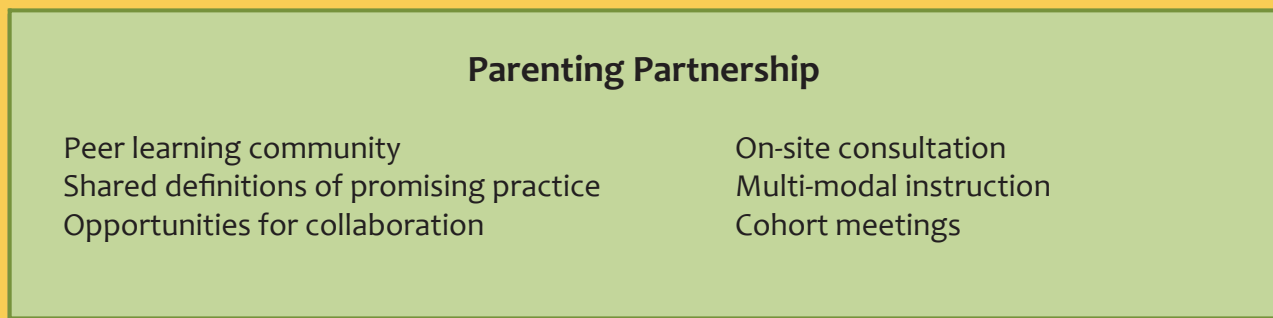 Parenting Partnership
Peer learning community
Shared definitions of promising practice
Opportunities for collaboration
On-site consultation
Multi-modal instruction
Cohort meetings